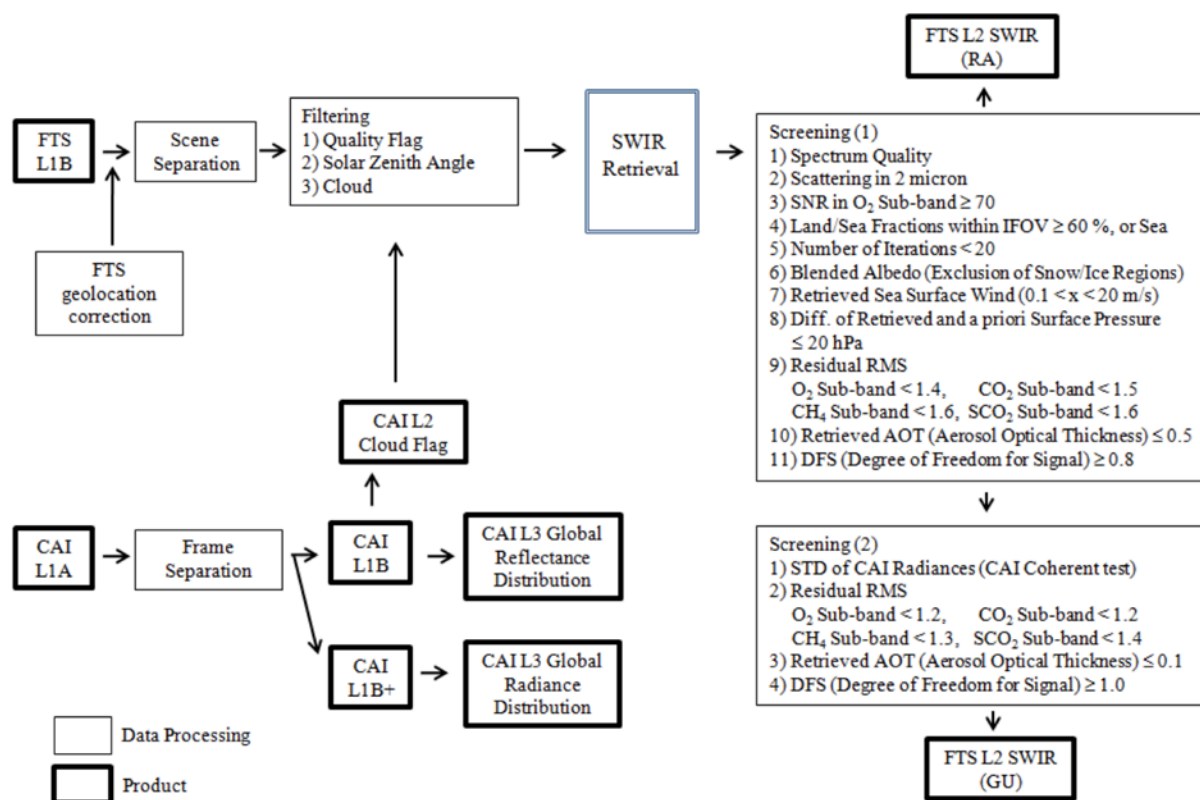 FTS L2 SWIR
(RA)
FTS
L1B
Scene
Separation
Filtering
1) Quality Flag
2) Solar Zenith Angle
3) Cloud
SWIR
Retrieval
Screening (1)
1) Spectrum Quality
2) Scattering in 2 micron
3) SNR in O₂ Sub-band ≥ 70
4) Land/Sea Fractions within IFOV ≥ 60 %, or Sea
5) Number of Iterations < 20
6) Blended Albedo (Exclusion of Snow/Ice Regions)
7) Retrieved Sea Surface Wind (0.1 < x < 20 m/s)
8) Diff. of Retrieved and a priori Surface Pressure
≤ 20 hPa
9) Residual RMS
O₂ Sub-band < 1.4, CO₂ Sub-band < 1.5
CH₄ Sub-band < 1.6, SCO₂ Sub-band < 1.6
10) Retrieved AOT (Aerosol Optical Thickness) ≤ 0.5
11) DFS (Degree of Freedom for Signal) ≥ 0.8
FTS
geolocation
correction
CAI L2
Cloud Flag
CAI
L1A
Frame
Separation
CAI
L1B
CAI L3 Global
Reflectance
Distribution
CAI
L1B+
CAI L3 Global
Radiance
Distribution
Screening (2)
1) STD of CAI Radiances (CAI Coherent test)
2) Residual RMS
O₂ Sub-band < 1.2, CO₂ Sub-band < 1.2
CH₄ Sub-band < 1.3, SCO₂ Sub-band < 1.4
3) Retrieved AOT (Aerosol Optical Thickness) ≤ 0.1
4) DFS (Degree of Freedom for Signal) ≥ 1.0
FTS L2 SWIR
(GU)
Data Processing
Product